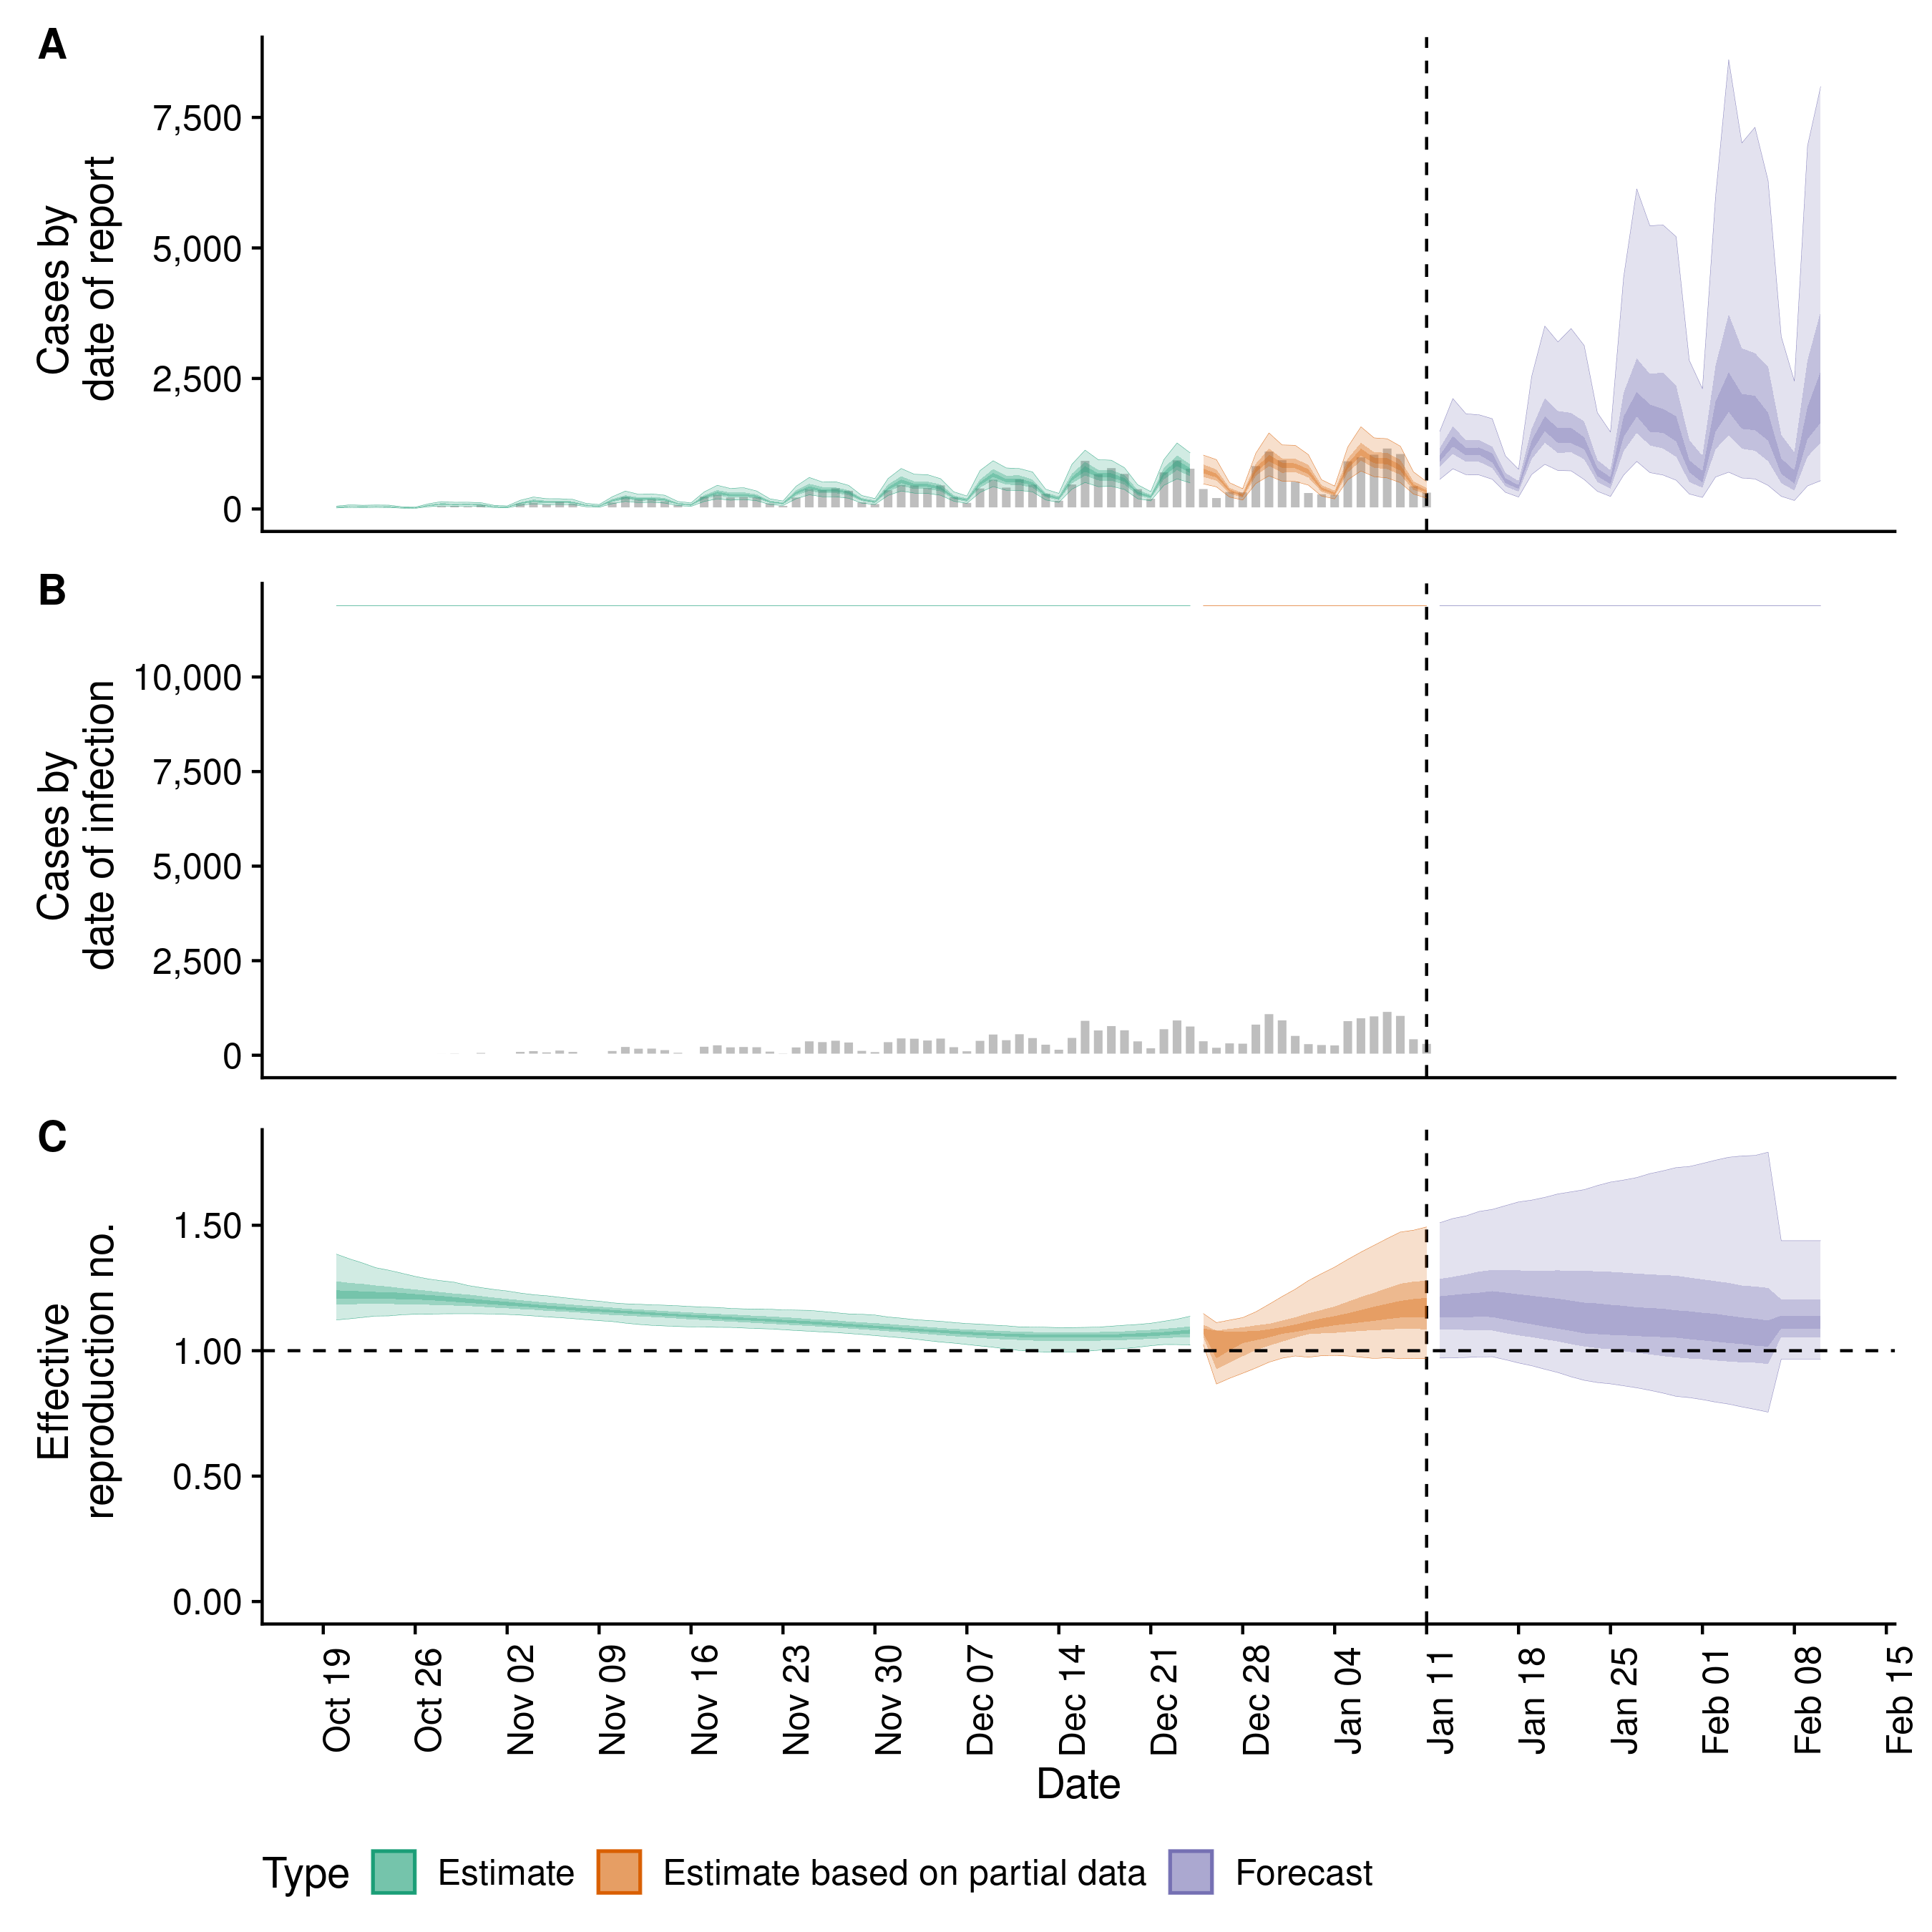 A
Cases by
date of report
7,500
5,000
2,500
0
B
Cases by
date of infection
10,000
7,500
5,000
2,500
0
C
Effective
reproduction no.
1.50
1.00
0.50
0.00
Oct 19
Oct 26
Nov 02
Nov 09
Nov 16
Nov 23
Nov 30
Dec 07
Dec 14
Dec 21
Dec 28
Jan 04
Jan 11
Jan 18
Jan 25
Feb 01
Feb 08
Feb 15
Date
Type Estimate Estimate based on partial data Forecast